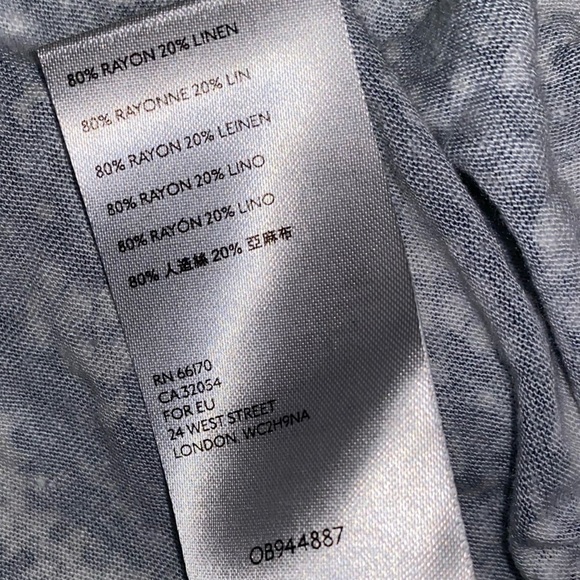 80% RAYON 20% LINEN
80% RAYONNE 20% LIN
80% RAYON 20% LEINEN
80% RAYON 20% LINO
80% RAYÓN 20% LINO
80% 人造絲 20% 亞麻布
RN 66170
CA 32054
FOR EU
24 WEST STREET
LONDON. WC2H9NA
OB944887